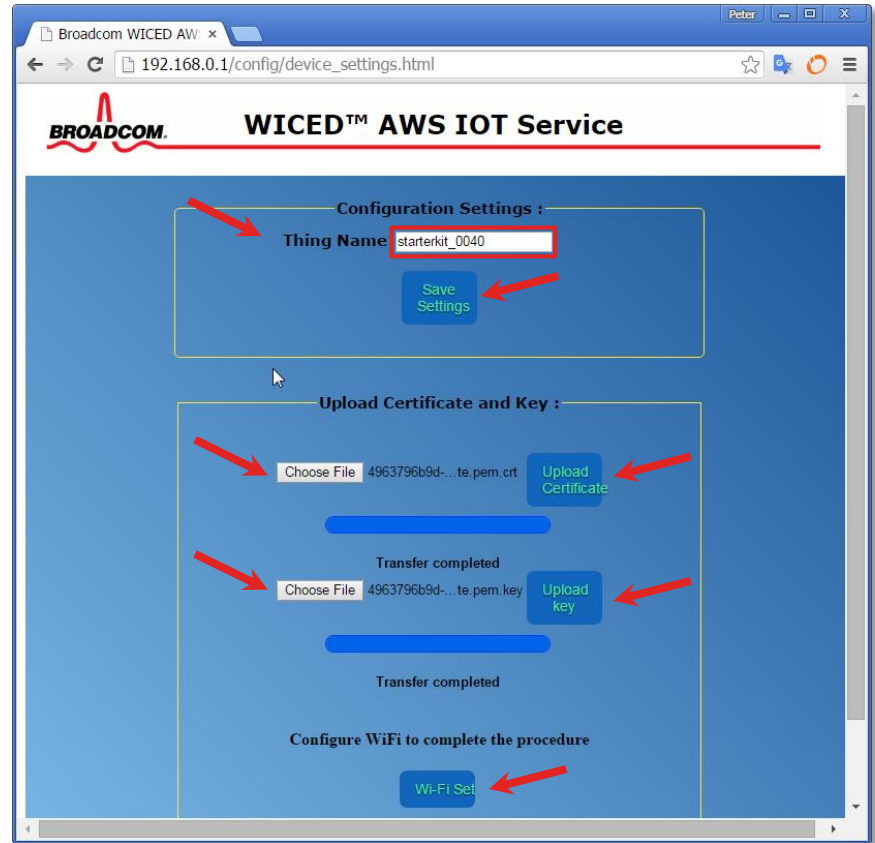 Peter
Broadcom WICED AW
192.168.0.1/config/device_settings.html
BROADCOM.
WICED™ AWS IOT Service
Configuration Settings :
Thing Name starterkit_0040
Save
Settings
Upload Certificate and Key :
Choose File 4963796b9d-...te.pem.crt Upload
Certificate
Transfer completed
Choose File 4963796b9d-...te.pem.key Upload
key
Transfer completed
Configure WiFi to complete the procedure
Wi-Fi Set